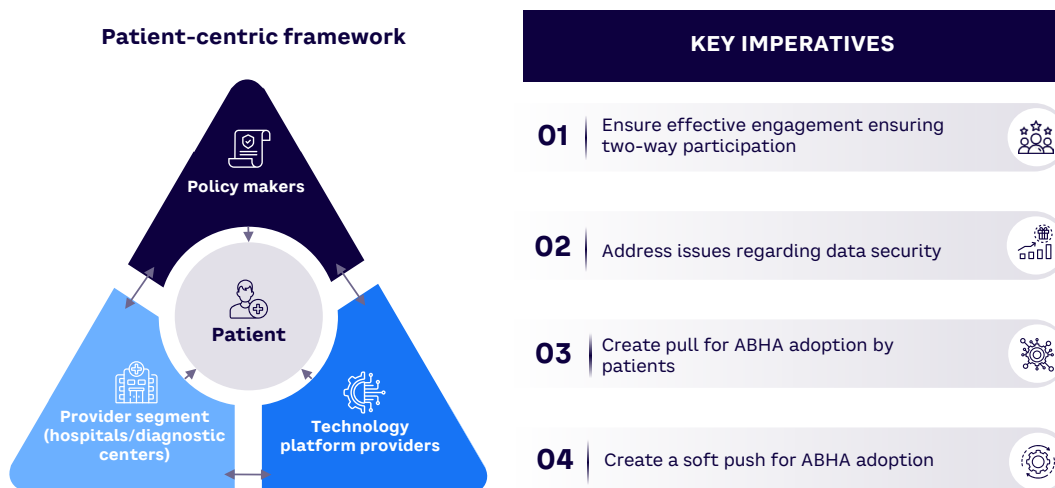 Patient-centric framework
Policy makers
Patient
Provider segment
(hospitals/diagnostic
centers)
Technology
platform providers
KEY IMPERATIVES
01
Ensure effective engagement ensuring
two-way participation
02
Address issues regarding data security
03
Create pull for ABHA adoption by
patients
04
Create a soft push for ABHA adoption